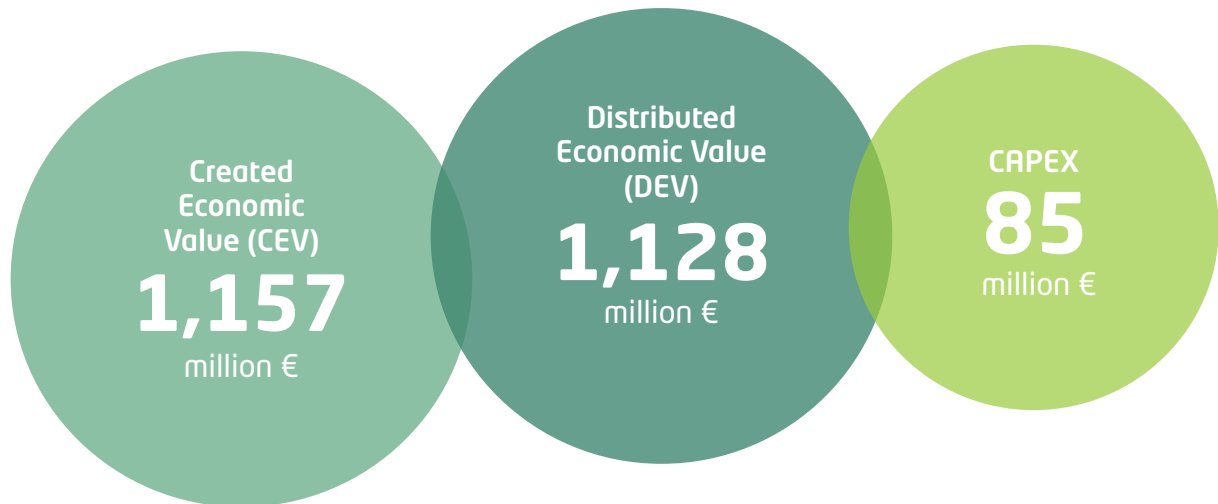 Created
Economic
Value (CEV)
1,157
million €
Distributed
Economic Value
(DEV)
1,128
million €
CAPEX
85
million €